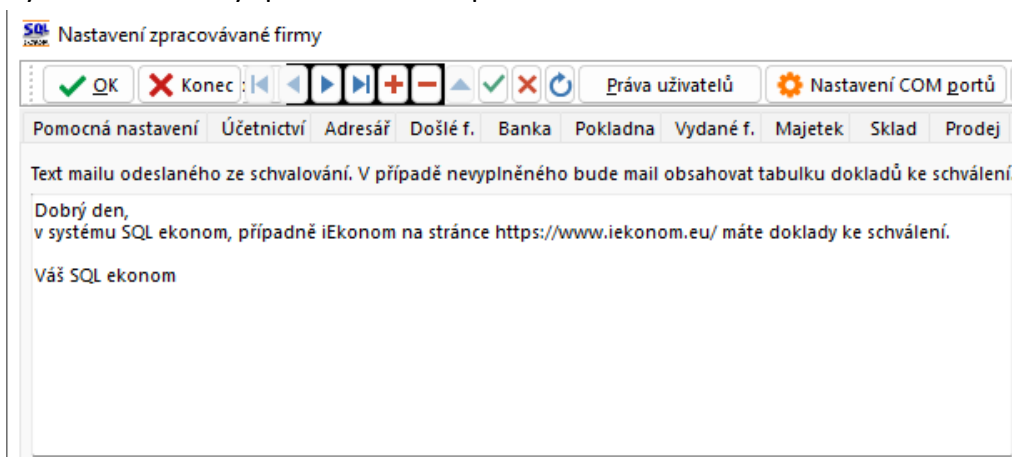 SQL Nastavení zpracovávané firmy
OK Konec Práva uživatelů Nastavení COM portů
Pomocná nastavení Účetnictví Adresář Došlé f. Banka Pokladna Vydané f. Majetek Sklad Prodej
Text mailu odeslaného ze schvalování. V případě nevyplněného bude mail obsahovat tabulku dokladů ke schválení.
Dobrý den,
v systému SQL ekonom, případně iEkonom na stránce https://www.iekonom.eu/ máte doklady ke schválení.
Váš SQL ekonom